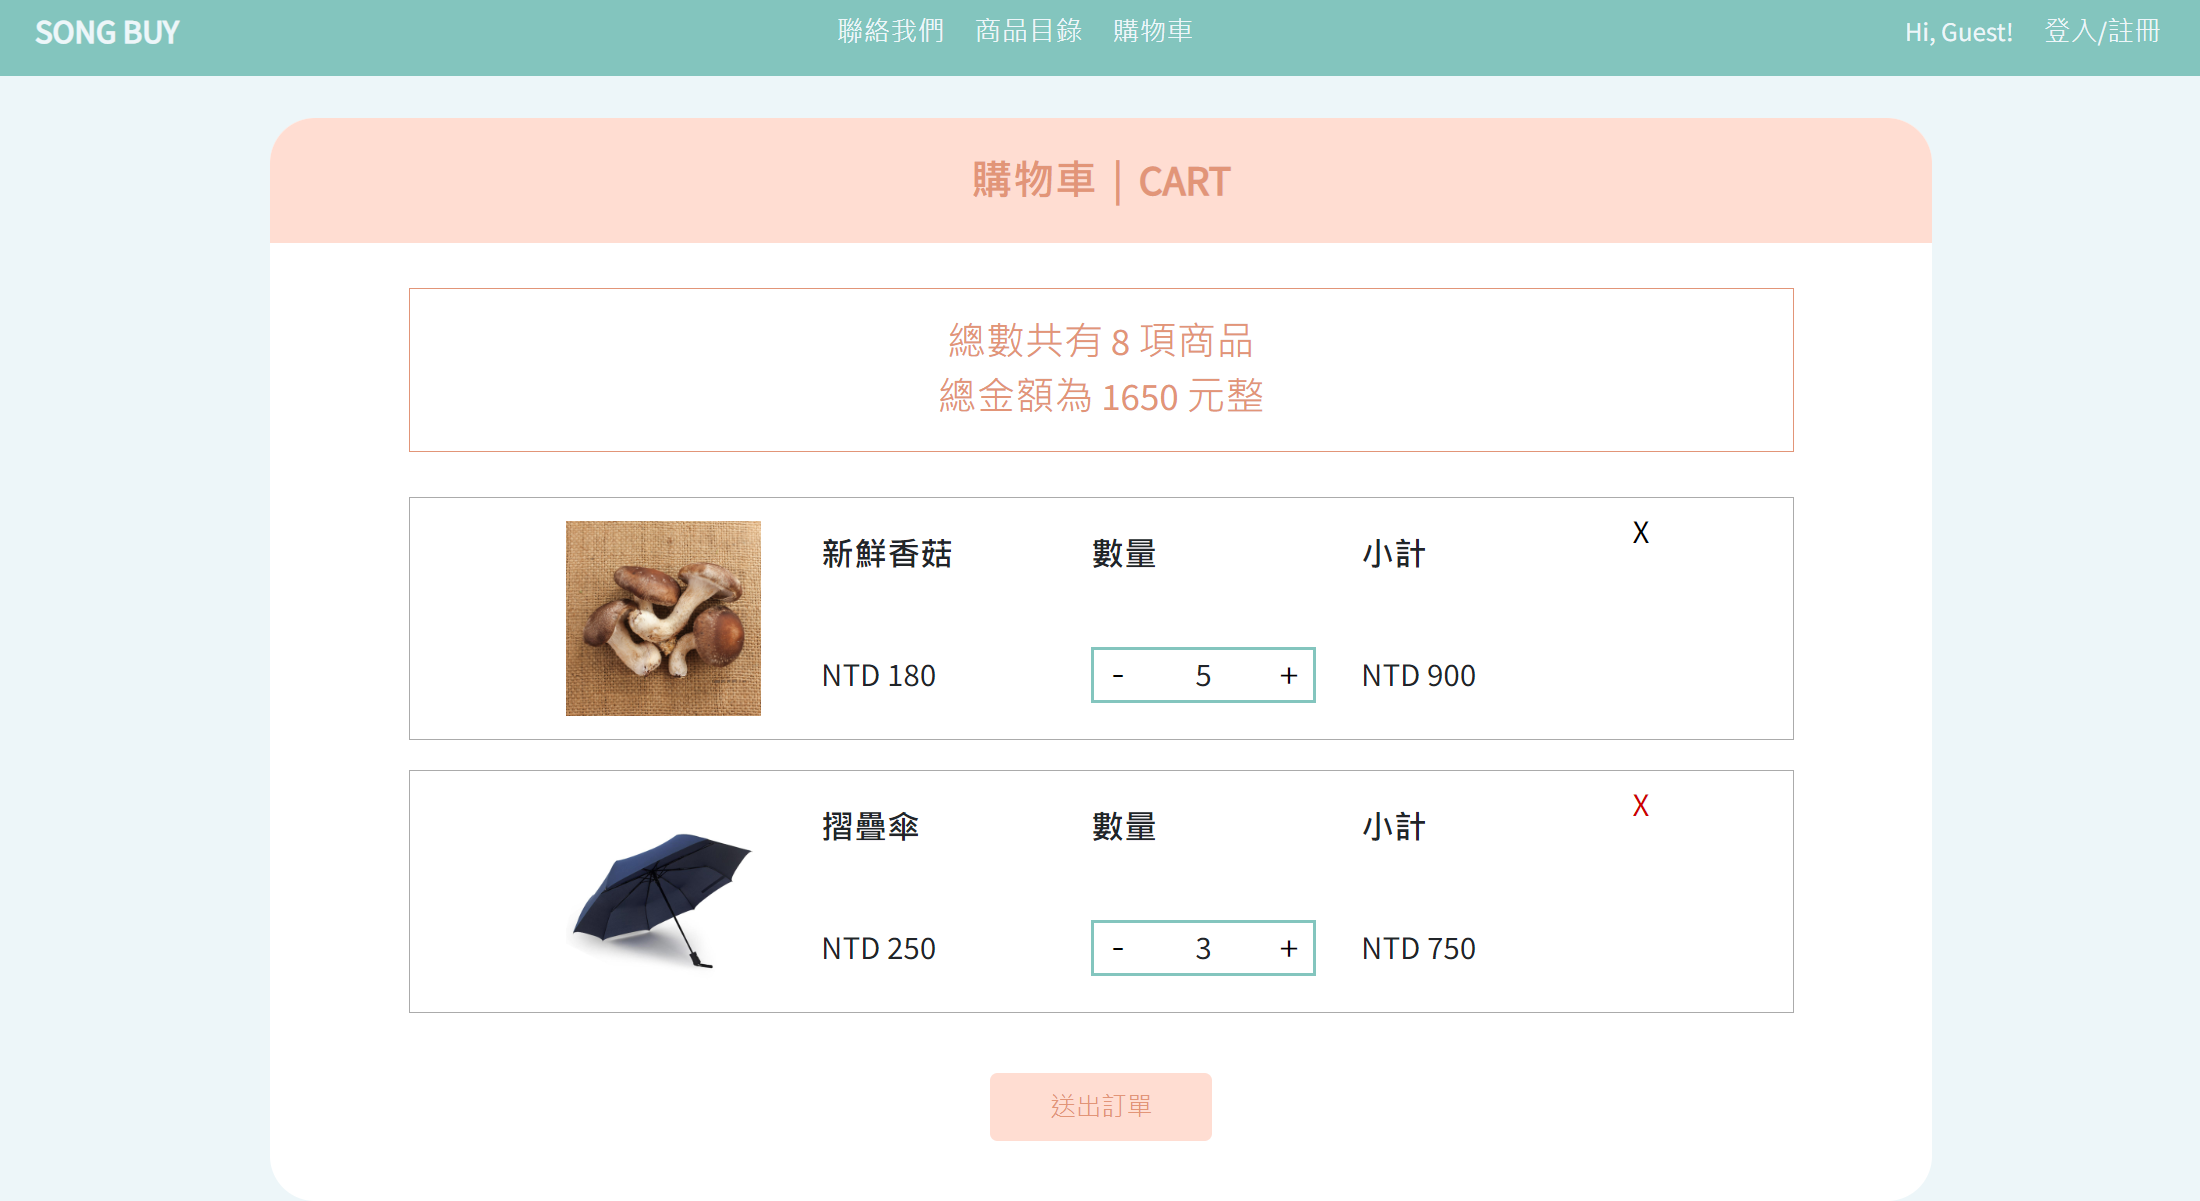 SONG BUY 聯絡我們 商品目錄 購物車 Hi, Guest! 登入/註冊
購物車｜CART
總數共有 8 項商品
總金額為 1650 元整
新鮮香菇 數量 小計 X
NTD 180 - 5 + NTD 900
摺疊傘 數量 小計 X
NTD 250 - 3 + NTD 750
送出訂單